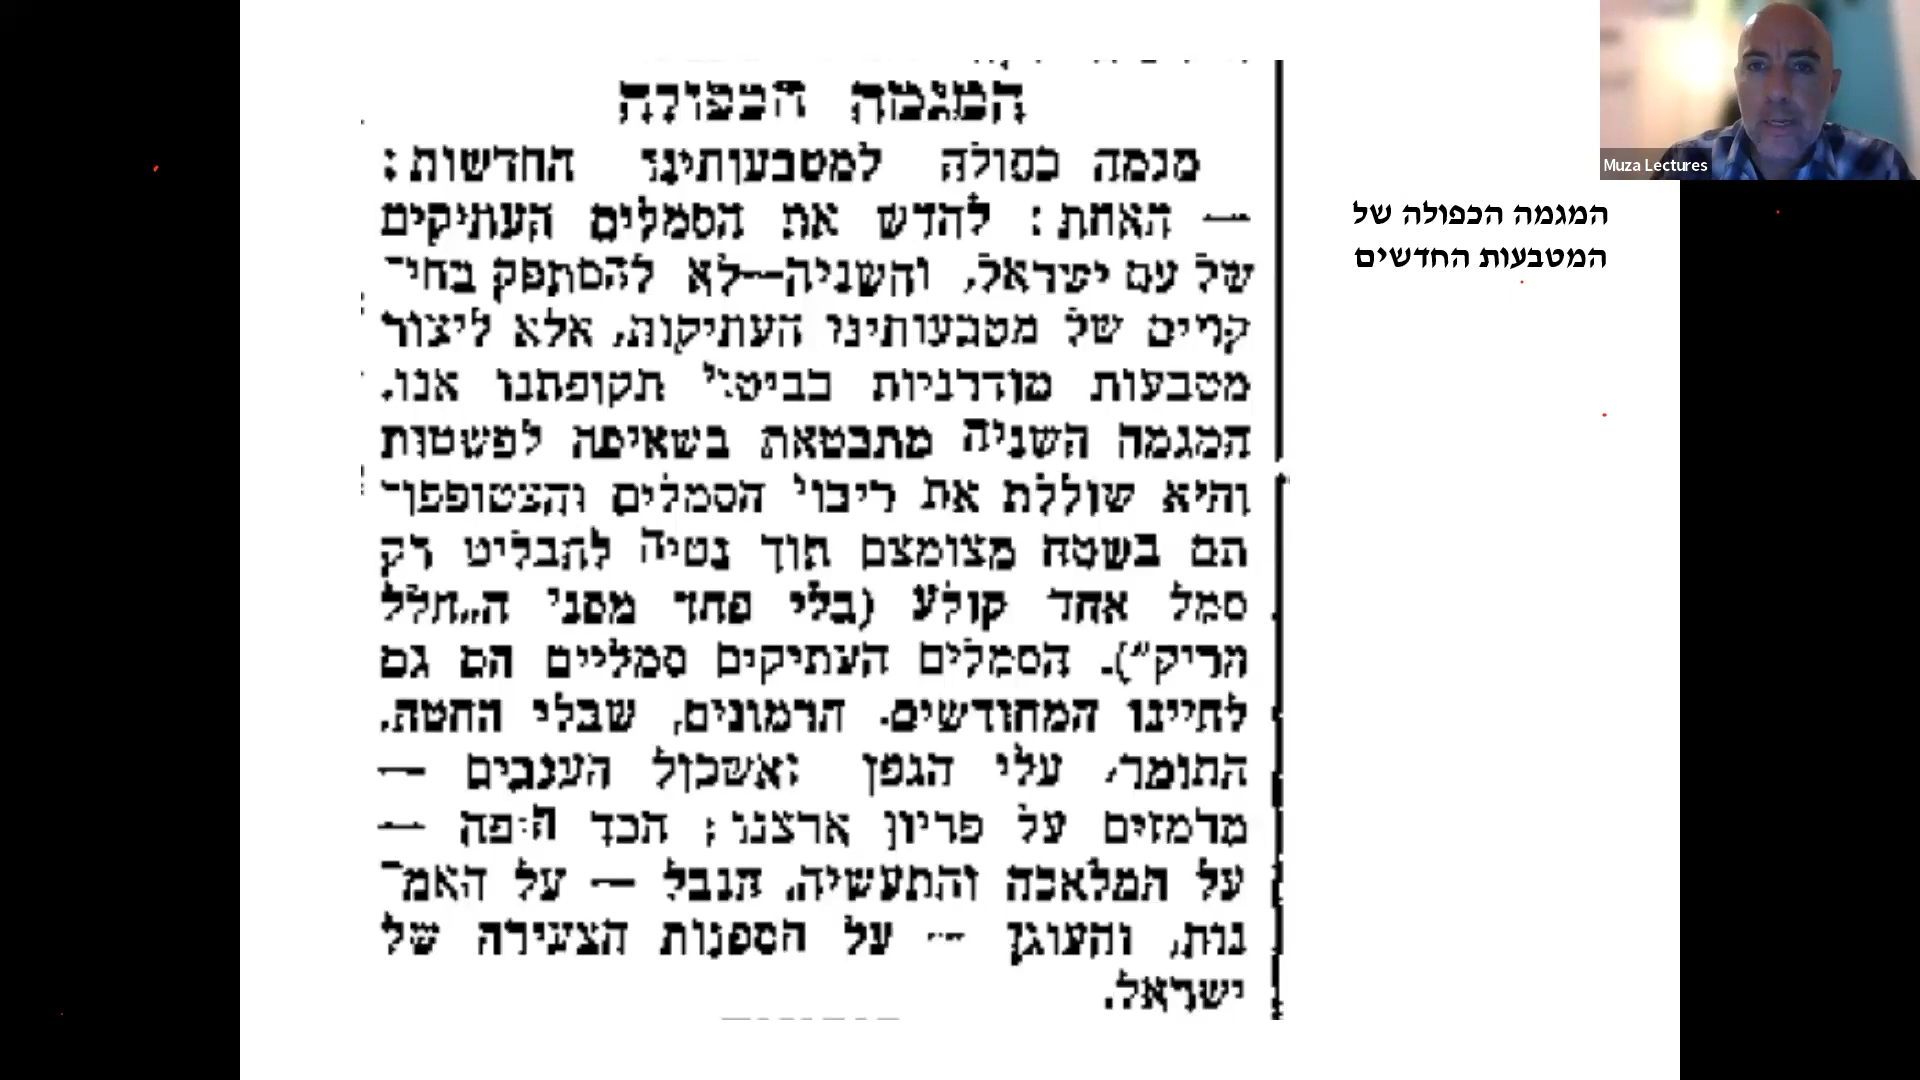 המגמה הכפולה
מגמה כפולה למטבעותינו החדשות:
— האחת: לחדש את הסמלים העתיקים
של עם ישראל, והשניה—לא להסתפק בחי־
קויים של מטבעותינו העתיקות, אלא ליצור
מטבעות מודרניות כביטוי תקופתנו אנו.
המגמה השניה מתבטאת בשאיפה לפשטות
והיא שוללת את ריבוי הסמלים והצטופפו־
תם בשטח מצומצם תוך נטיה להבליט רק
סמל אחד קולע (בלי פחד מפני ה„חלל
הריק”). הסמלים העתיקים סמליים הם גם
לחיינו המחודשים. הרמונים, שבלי החטה,
התומר, עלי הגפן ואשכול הענבים —
מרמזים על פריון ארצנו; הכד היפה —
על המלאכה והתעשיה, הנבל — על האמ־
נות, והעוגן — על הספנות הצעירה של
ישראל.
המגמה הכפולה של
המטבעות החדשים
Muza Lectures